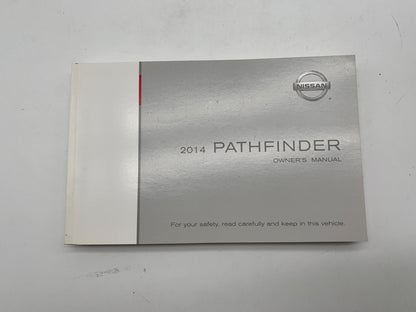 NISSAN
2014 PATHFINDER
OWNER'S MANUAL
For your safety, read carefully and keep in this vehicle.